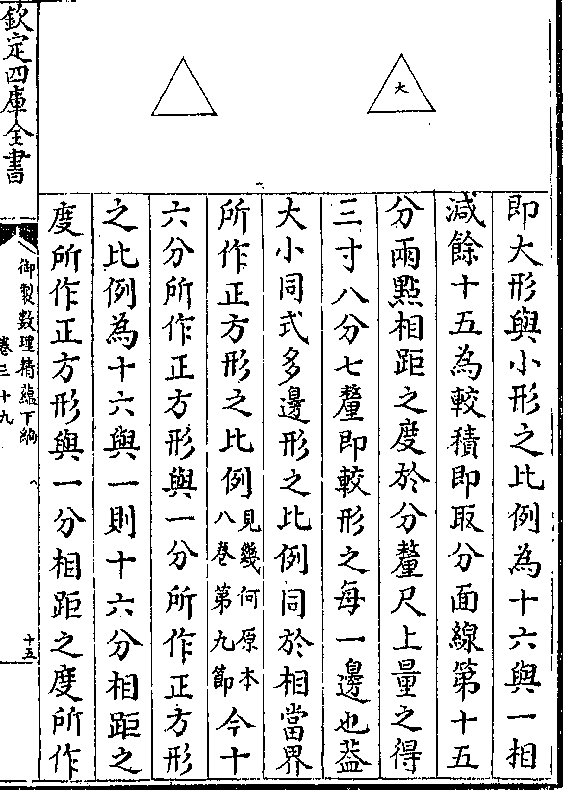 大
即大形與小形之比例為十六與一相
減餘十五為較積即取分面線第十五
分兩點相距之度於分釐尺上量之得
三寸八分七釐即較形之每一邊也葢
大小同式多邊形之比例同於相當界
所作正方形之比例見幾何原本八卷第九節今十
六分所作正方形與一分所作正方形
之比例為十六與一則十六分相距之
度所作正方形與一分相距之度所作
欽定四庫全書
御製數理精蘊下編
卷三十九
十五